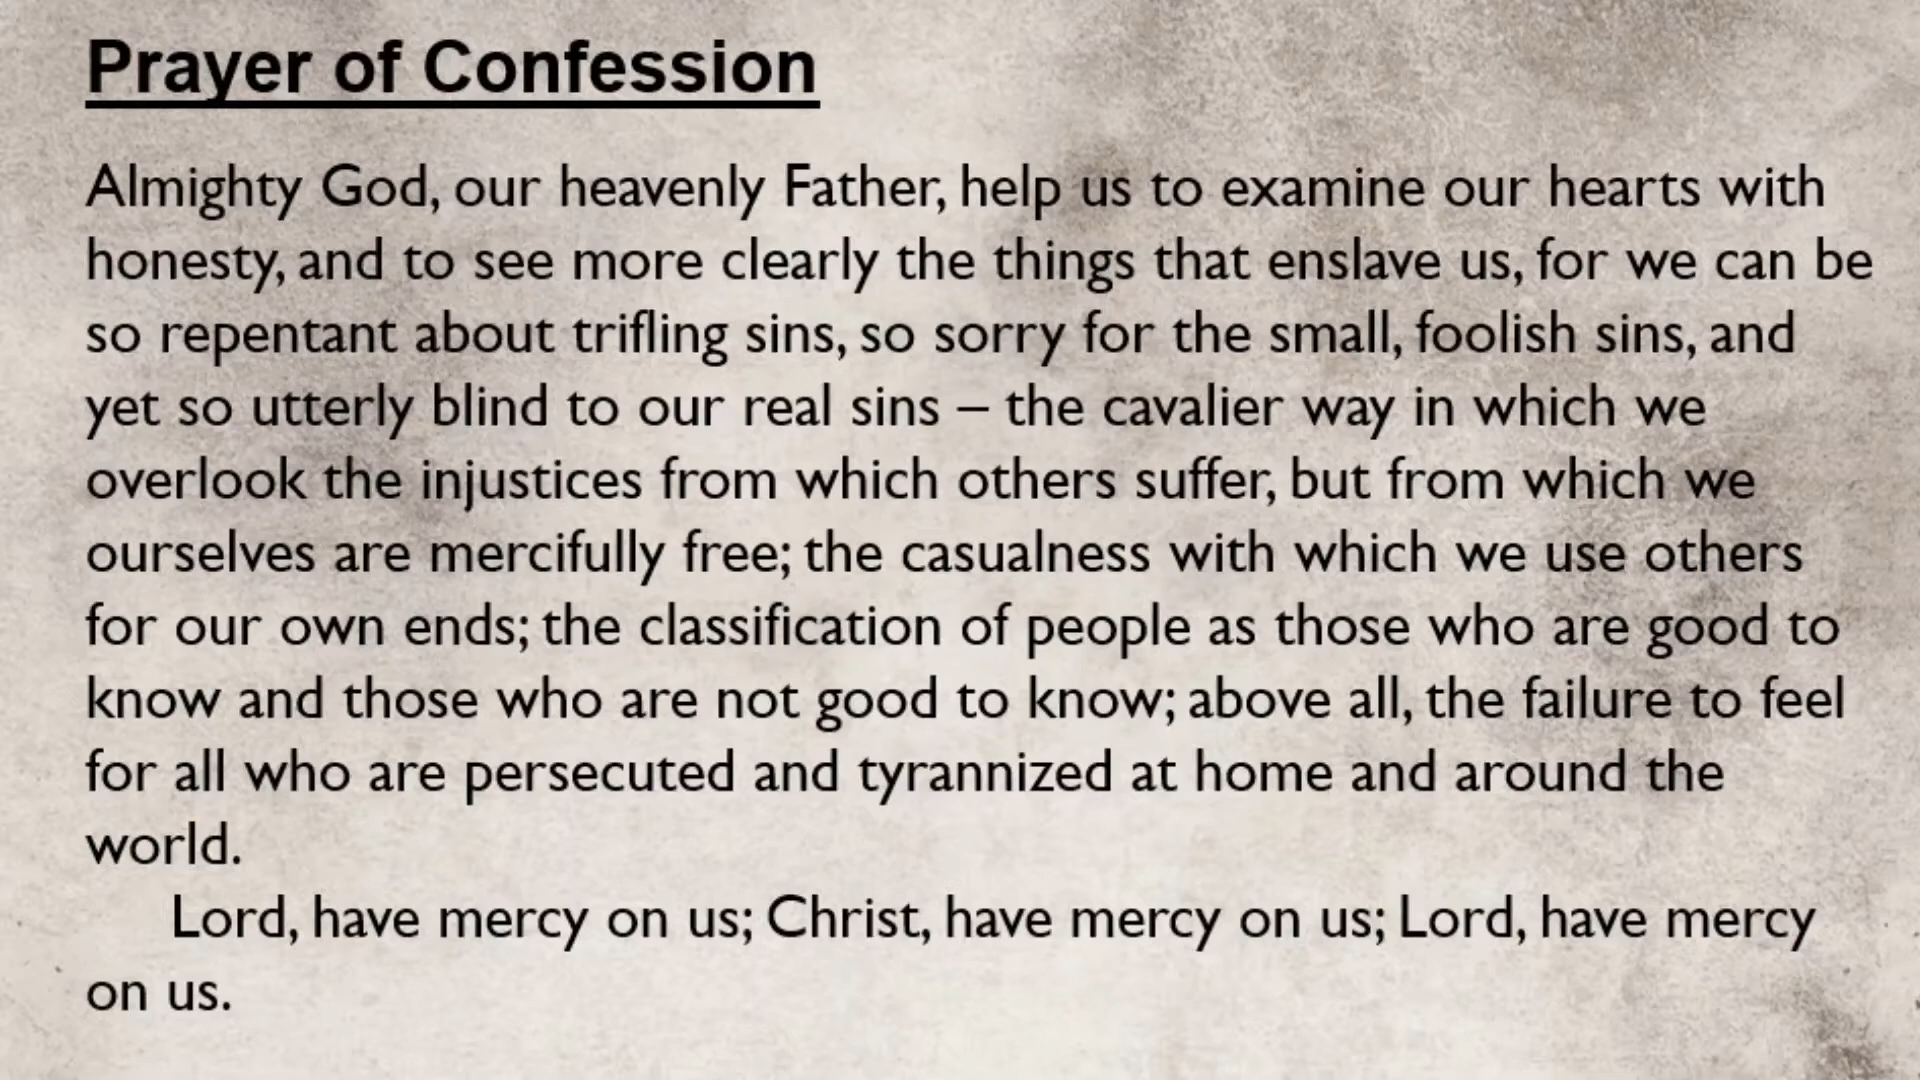 Prayer of Confession
Almighty God, our heavenly Father, help us to examine our hearts with
honesty, and to see more clearly the things that enslave us, for we can be
so repentant about trifling sins, so sorry for the small, foolish sins, and
yet so utterly blind to our real sins – the cavalier way in which we
overlook the injustices from which others suffer, but from which we
ourselves are mercifully free; the casualness with which we use others
for our own ends; the classification of people as those who are good to
know and those who are not good to know; above all, the failure to feel
for all who are persecuted and tyrannized at home and around the
world.
Lord, have mercy on us; Christ, have mercy on us; Lord, have mercy
on us.